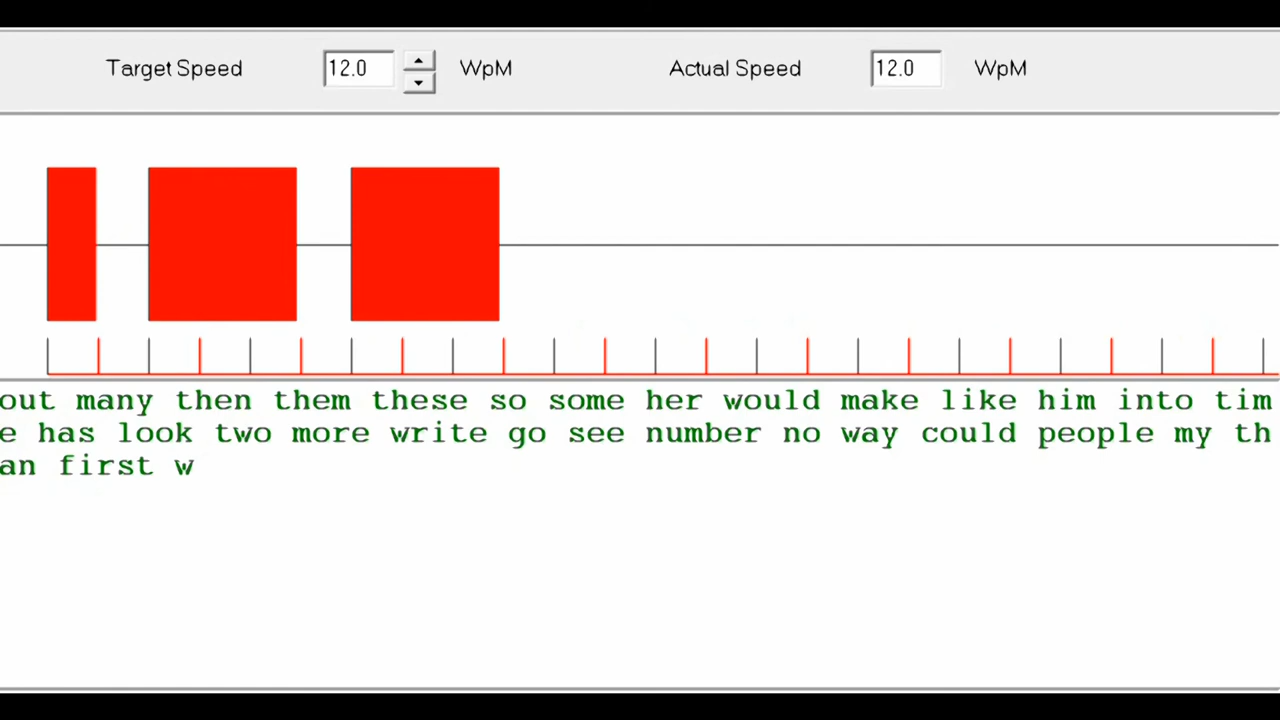 Target Speed 12.0 WpM Actual Speed 12.0 WpM
out many then them these so some her would make like him into tim
e has look two more write go see number no way could people my th
an first w